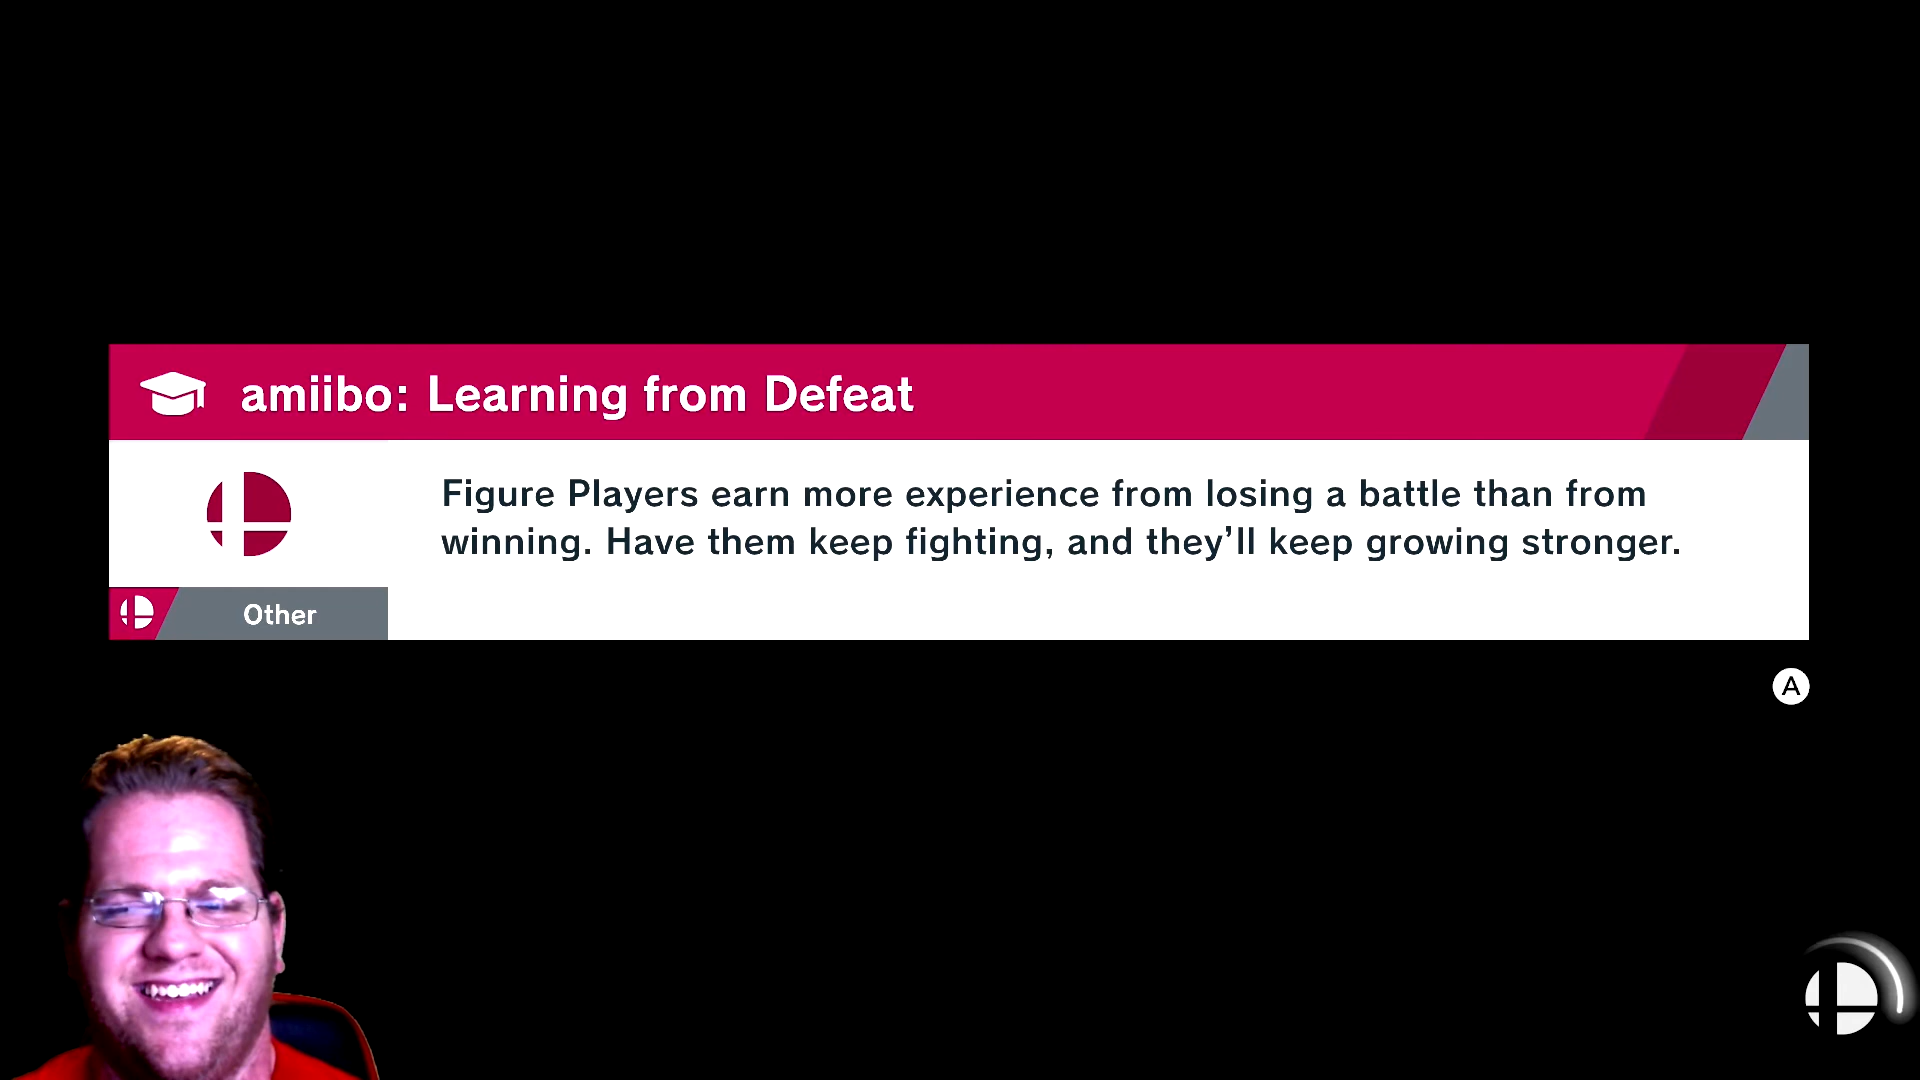 amiibo: Learning from Defeat
Figure Players earn more experience from losing a battle than from
winning. Have them keep fighting, and they’ll keep growing stronger.
Other
A